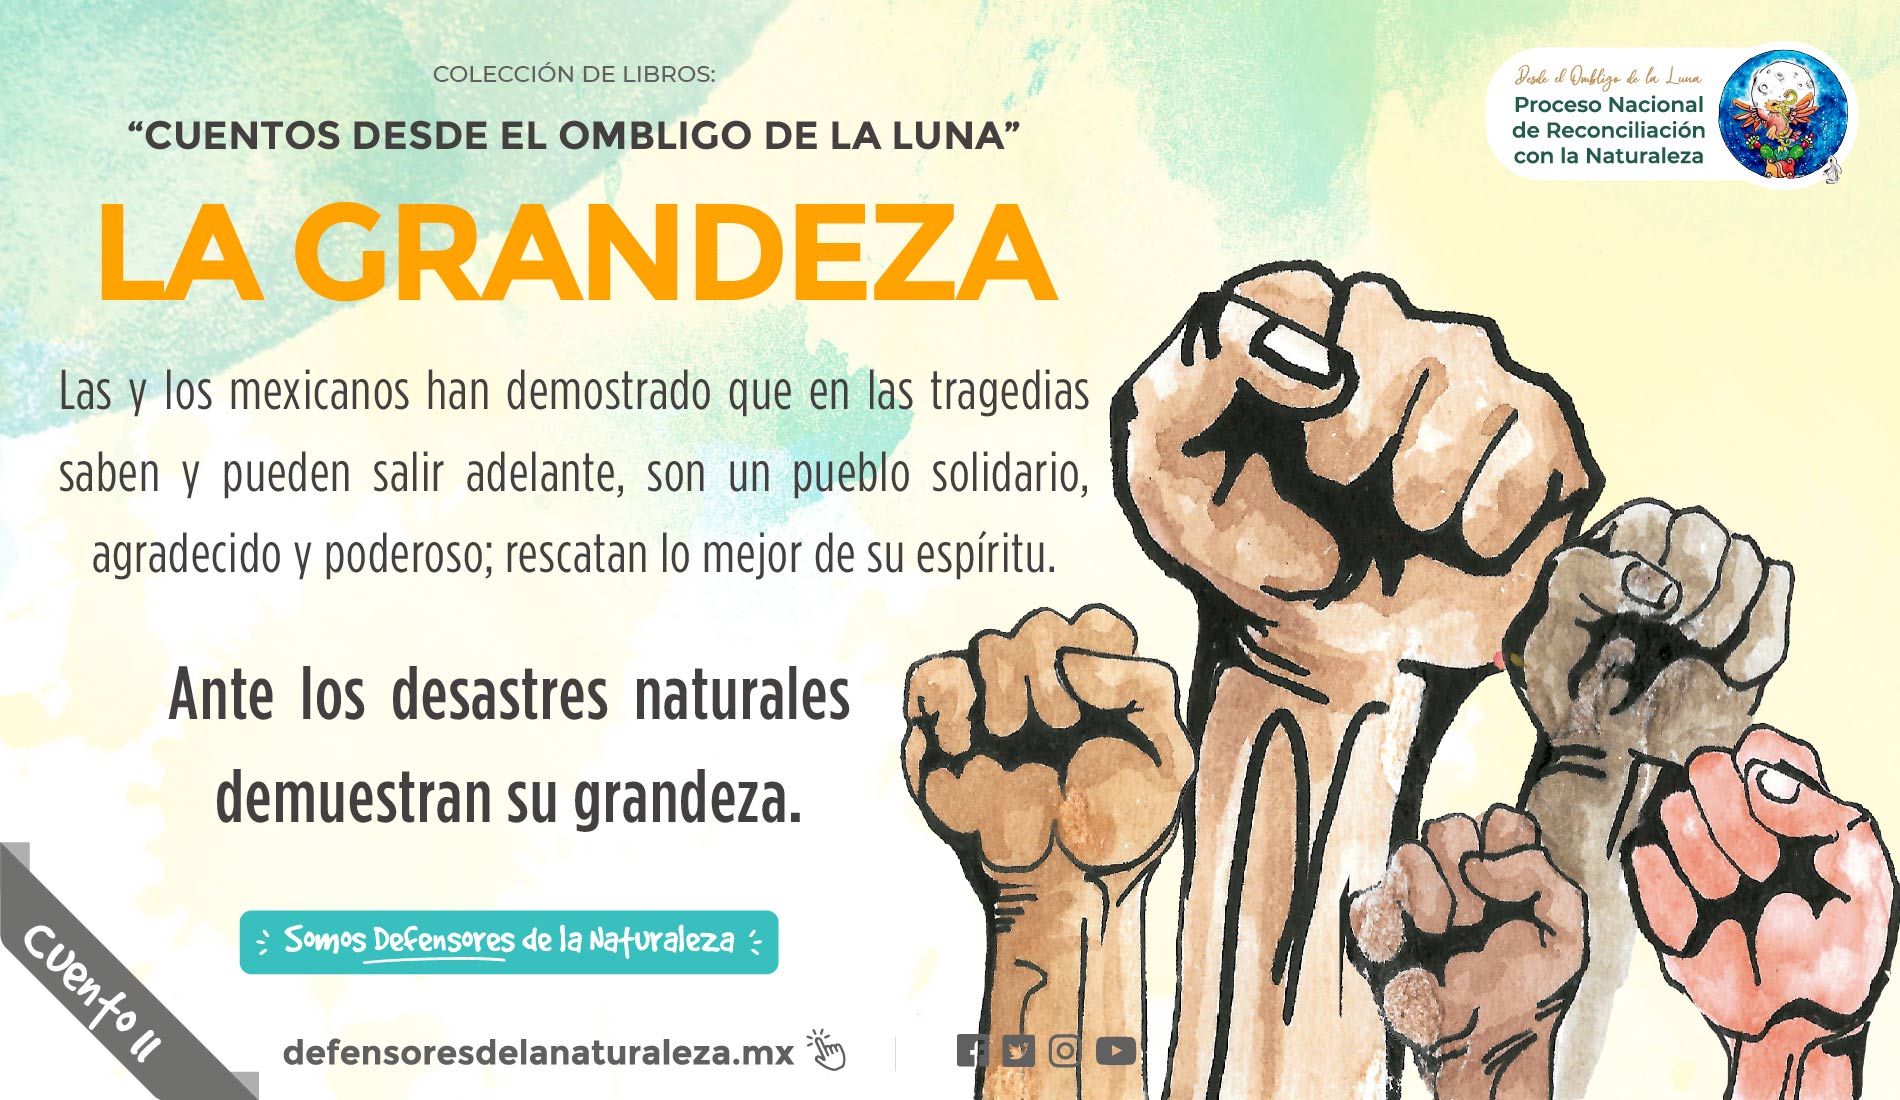 COLECCIÓN DE LIBROS:
“CUENTOS DESDE EL OMBLIGO DE LA LUNA”
LA GRANDEZA
Desde el Ombligo de la Luna
Proceso Nacional
de Reconciliación
con la Naturaleza
Las y los mexicanos han demostrado que en las tragedias
saben y pueden salir adelante, son un pueblo solidario,
agradecido y poderoso; rescatan lo mejor de su espíritu.
Ante los desastres naturales
demuestran su grandeza.
Somos Defensores de la Naturaleza
Cuento 11
defensoresdelanaturaleza.mx